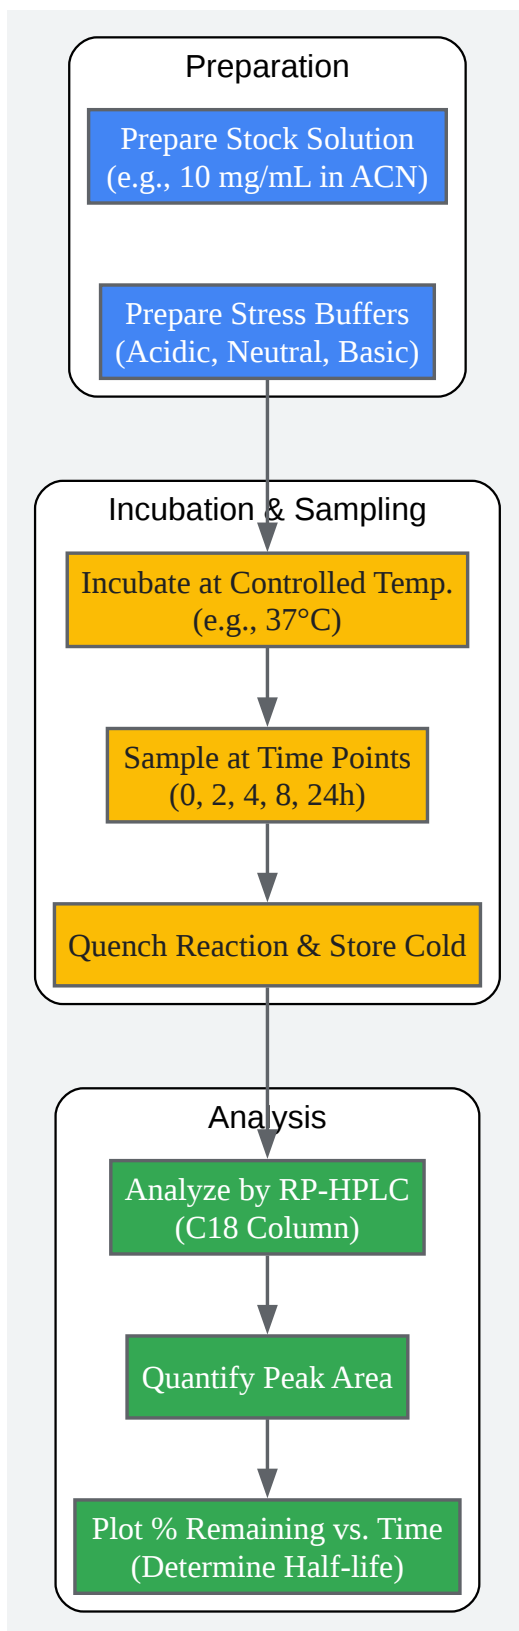 Preparation
Prepare Stock Solution
(e.g., 10 mg/mL in ACN)
Prepare Stress Buffers
(Acidic, Neutral, Basic)
Incubation & Sampling
Incubate at Controlled Temp.
(e.g., 37°C)
Sample at Time Points
(0, 2, 4, 8, 24h)
Quench Reaction & Store Cold
Analysis
Analyze by RP-HPLC
(C18 Column)
Quantify Peak Area
Plot % Remaining vs. Time
(Determine Half-life)